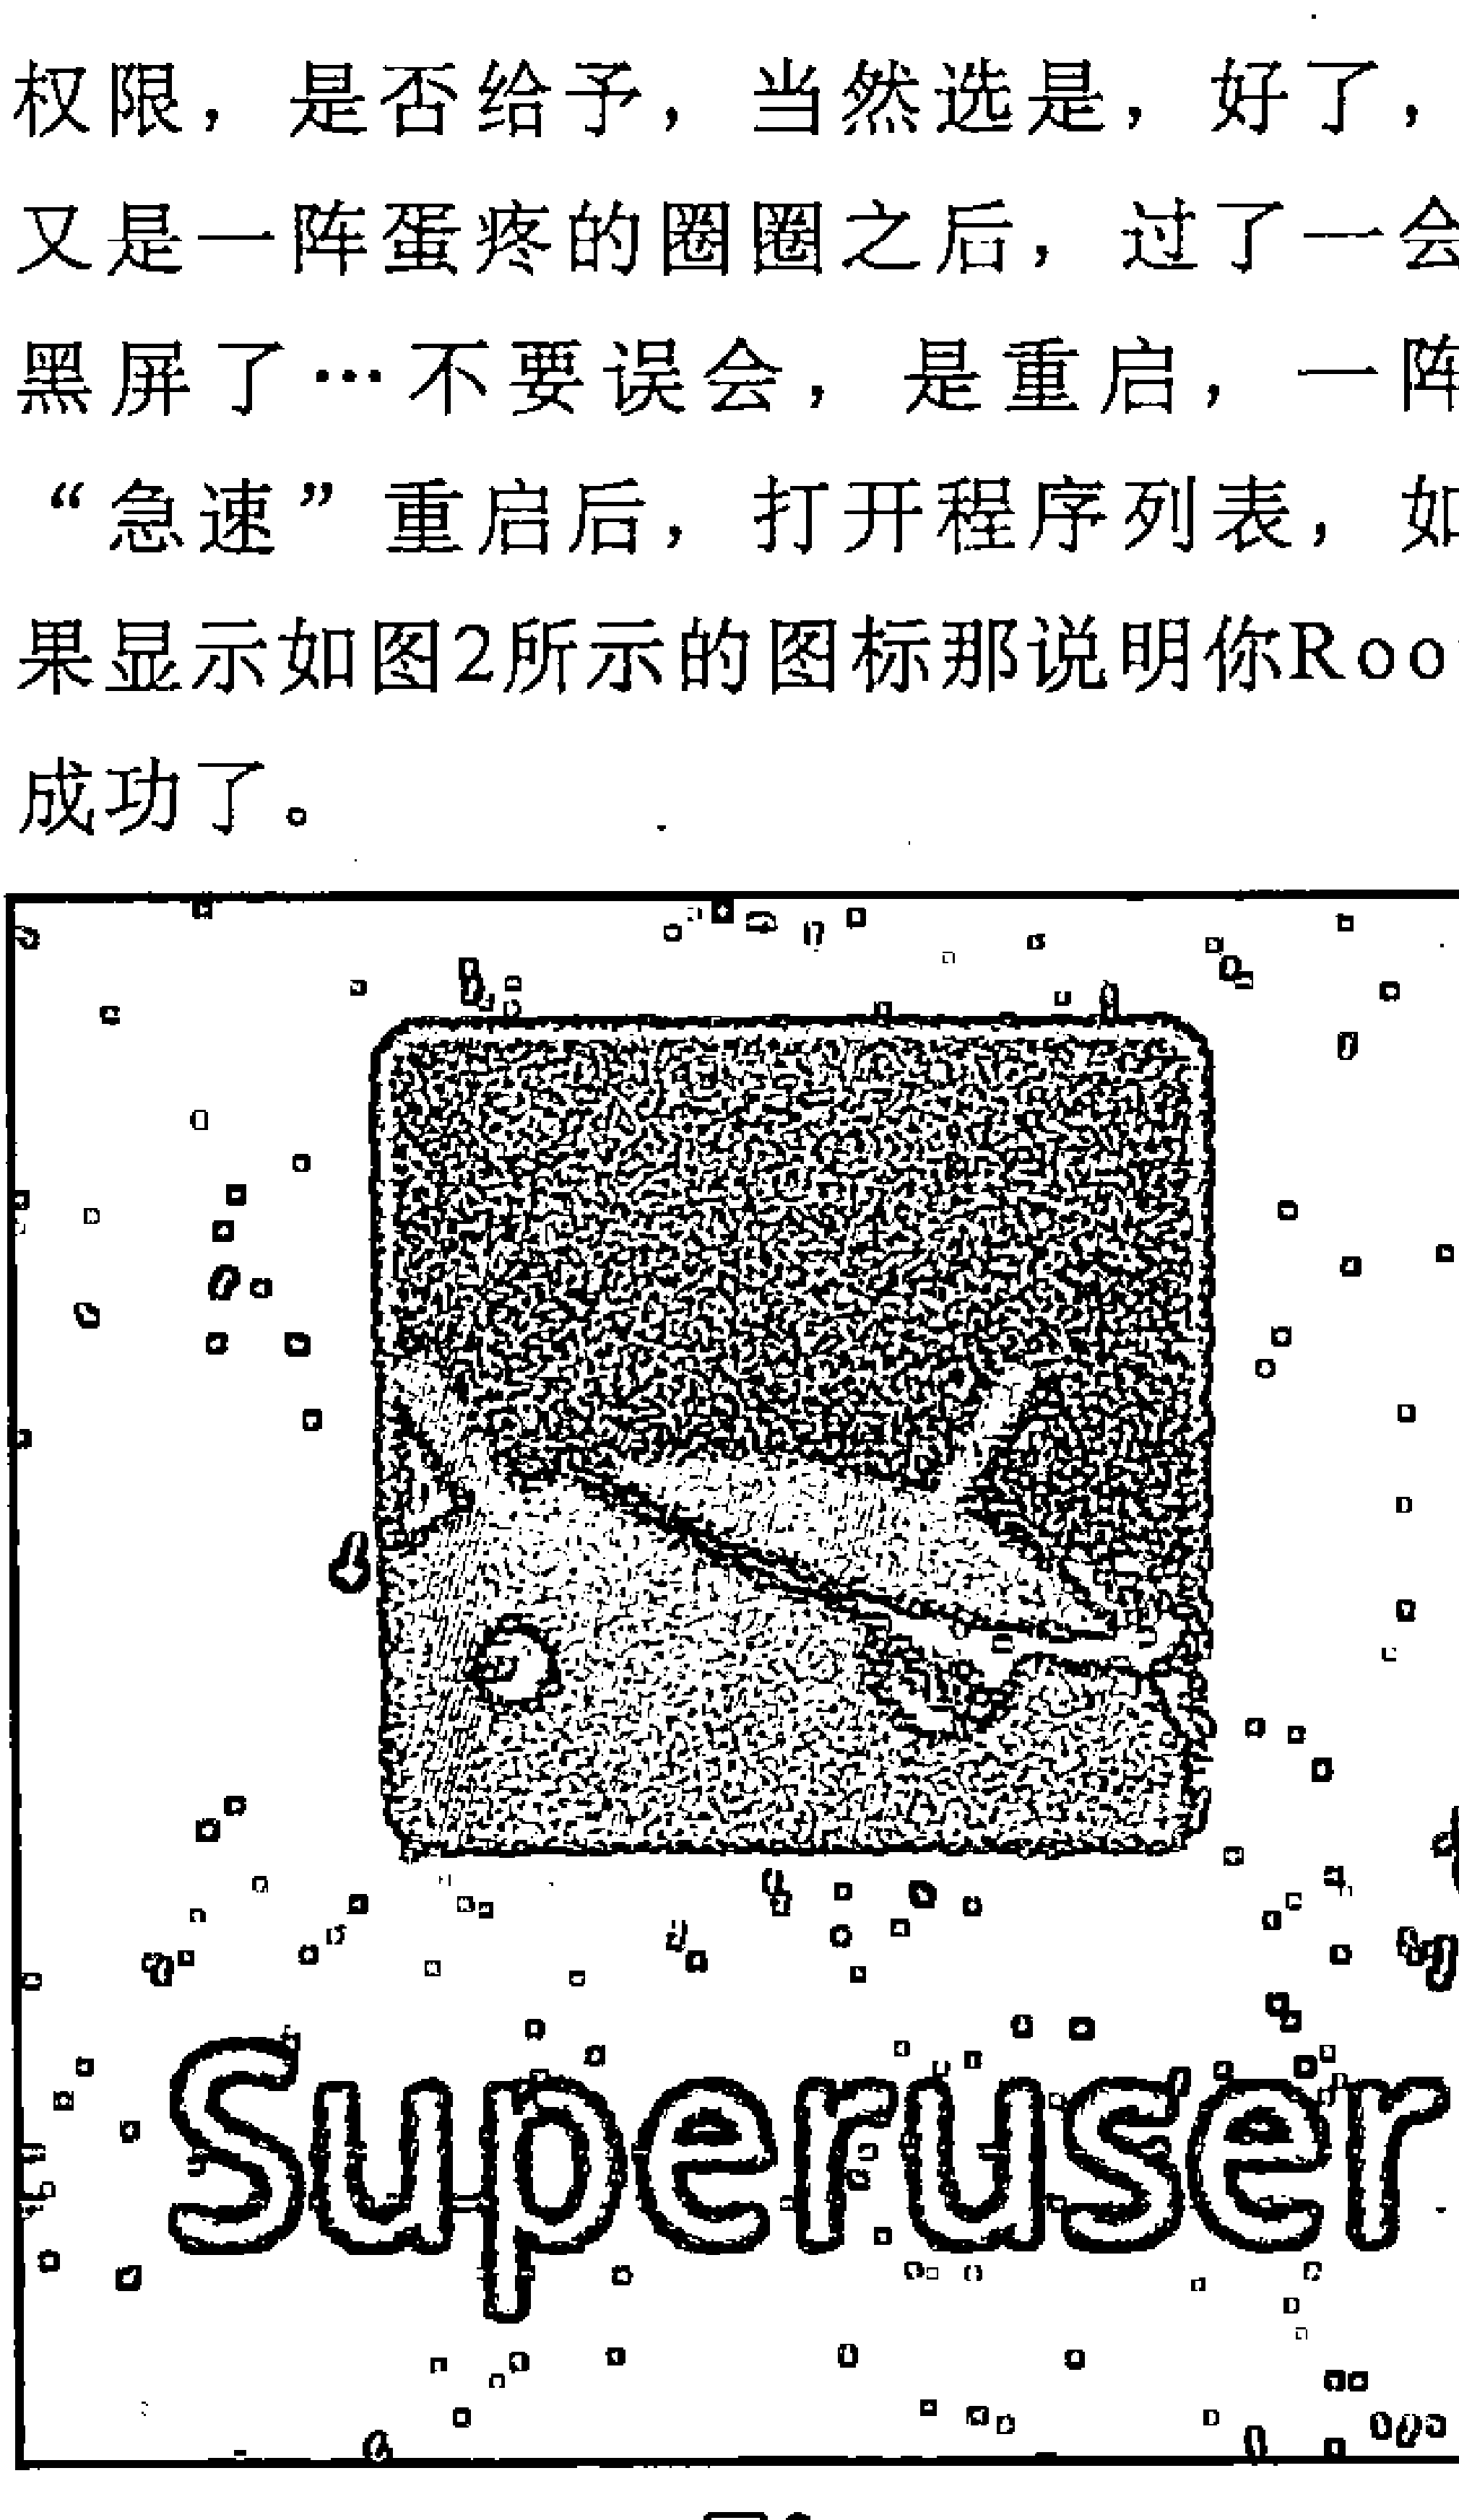 权限，是否给予，当然选是，好了，
又是一阵蛋疼的圈圈之后，过了一会
黑屏了…不要误会，是重启，一阵
“急速”重启后，打开程序列表，如
果显示如图2所示的图标那说明你Root
成功了。
Superuser